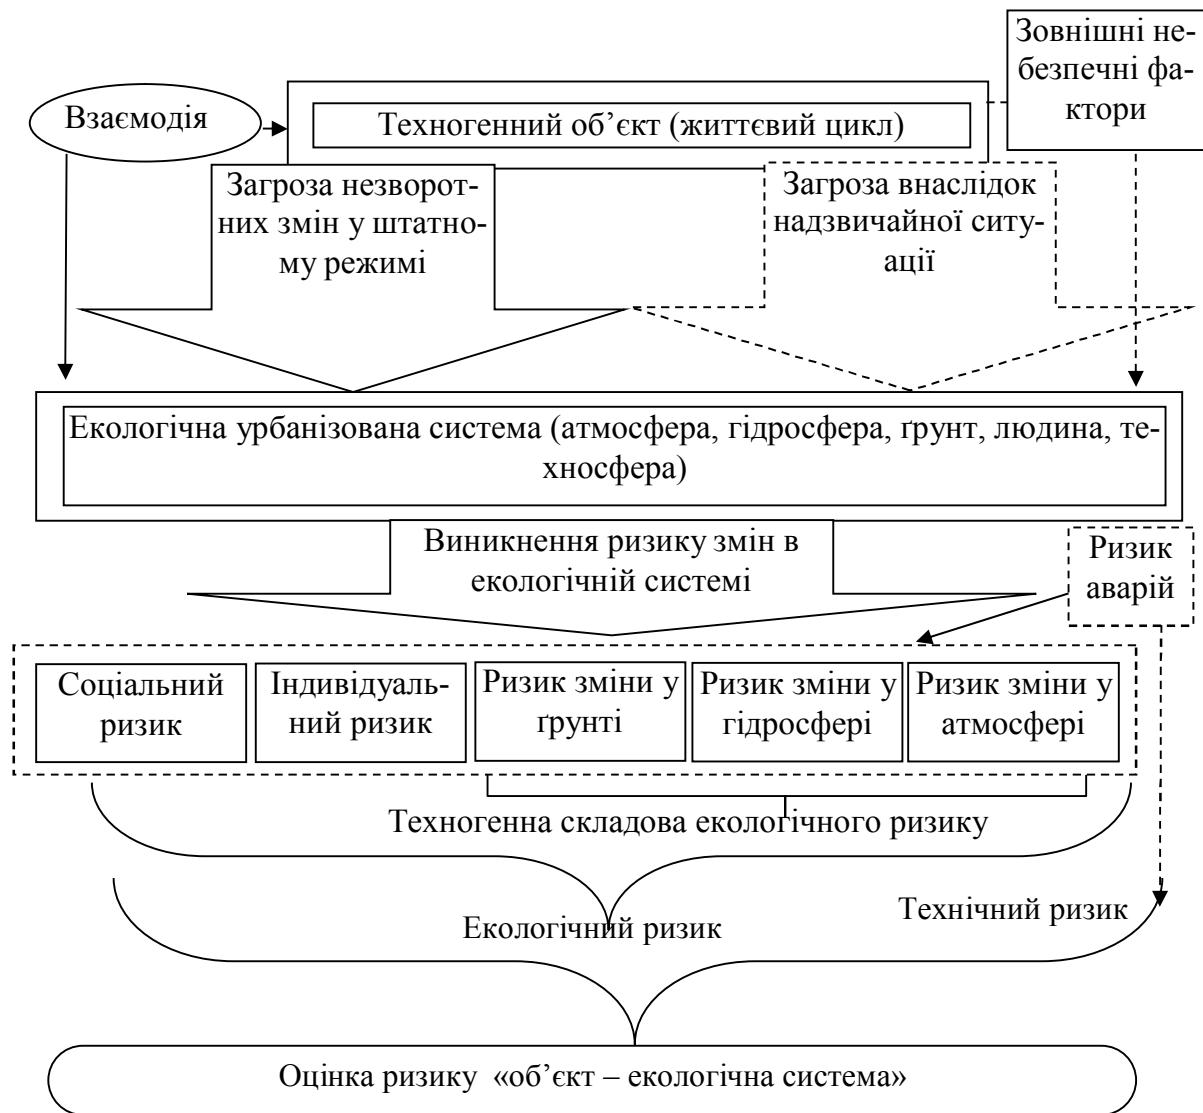 Зовнішні не-
безпечні фа-
ктори
Взаємодія
Техногенний об’єкт (життєвий цикл)
Загроза незворот-
них змін у штатно-
му режимі
Загроза внаслідок
надзвичайної ситу-
ації
Екологічна урбанізована система (атмосфера, гідросфера, ґрунт, людина, те-
хносфера)
Виникнення ризику змін в
екологічній системі
Ризик
аварій
Соціальний
ризик
Індивідуаль-
ний ризик
Ризик зміни у
ґрунті
Ризик зміни у
гідросфері
Ризик зміни у
атмосфері
Техногенна складова екологічного ризику
Екологічний ризик
Технічний ризик
Оцінка ризику «об’єкт – екологічна система»